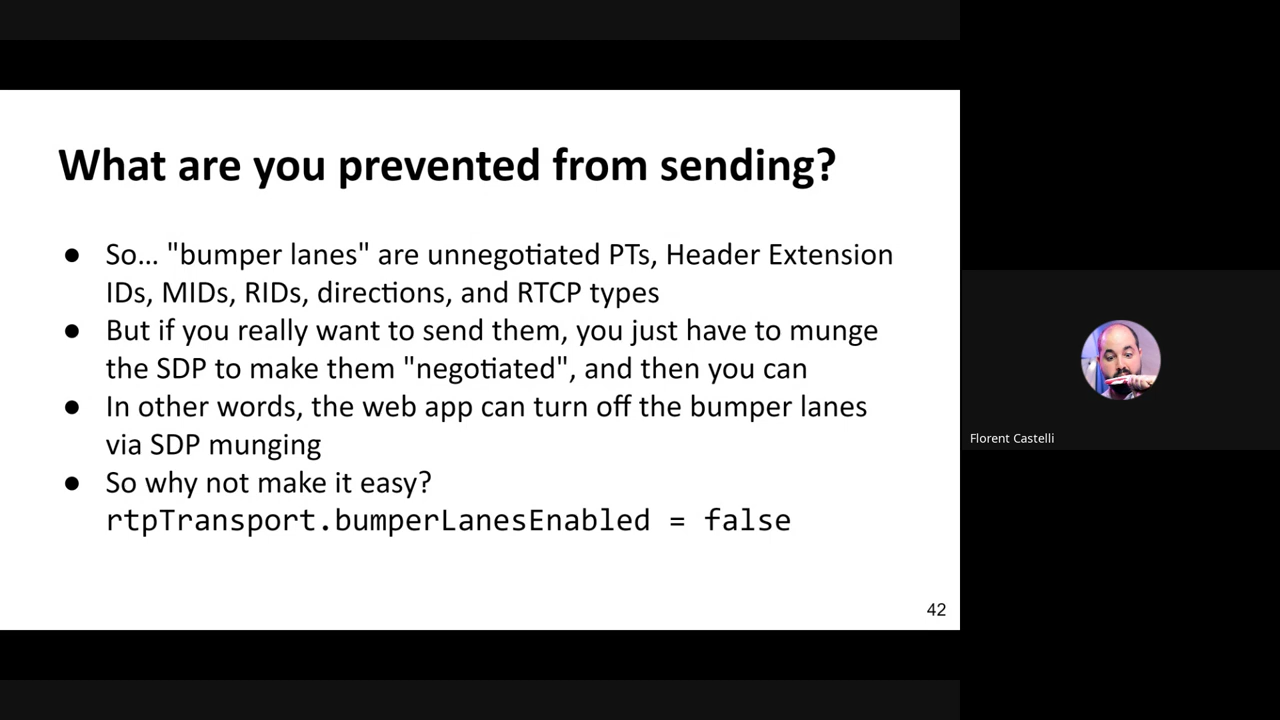 What are you prevented from sending?
● So... "bumper lanes" are unnegotiated PTs, Header Extension
IDs, MIDs, RIDs, directions, and RTCP types
● But if you really want to send them, you just have to munge
the SDP to make them "negotiated", and then you can
● In other words, the web app can turn off the bumper lanes
via SDP munging
● So why not make it easy?
rtpTransport.bumperLanesEnabled = false
42
Florent Castelli